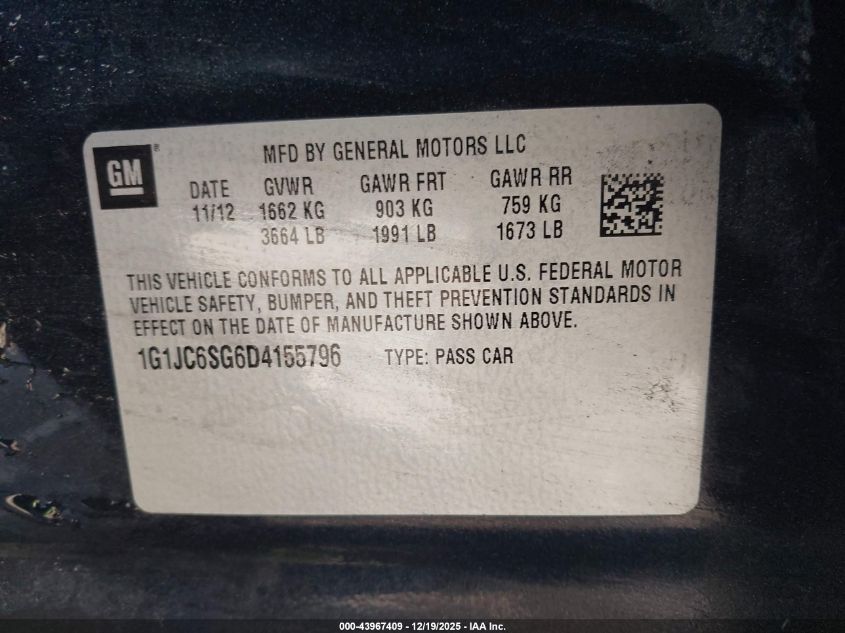 GM®
MFD BY GENERAL MOTORS LLC
DATE GVWR GAWR FRT GAWR RR
11/12 1662 KG 903 KG 759 KG
3664 LB 1991 LB 1673 LB
THIS VEHICLE CONFORMS TO ALL APPLICABLE U.S. FEDERAL MOTOR
VEHICLE SAFETY, BUMPER, AND THEFT PREVENTION STANDARDS IN
EFFECT ON THE DATE OF MANUFACTURE SHOWN ABOVE.
1G1JC6SG6D4155796 TYPE: PASS CAR
000-43967409 - 12/19/2025 - IAA Inc.